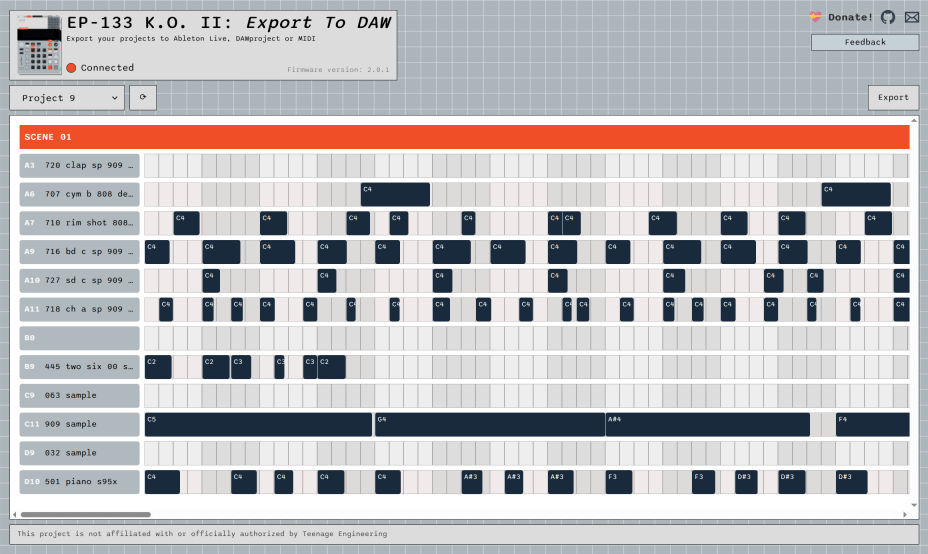 EP-133 K.O. II: Export To DAW
Export your projects to Ableton Live, DAWproject or MIDI
Connected
Firmware version: 2.0.1
Donate!
Feedback
Project 9
Export
SCENE 01
A3 720 clap sp 909 …
A6 707 cym b 808 de… C4 C4
A7 710 rim shot 808… C4 C4 C4 C4 C4 C4 C4 C4 C4 C4 C4
A9 716 bd c sp 909 … C4 C4 C4 C4 C4 C4 C4 C4 C4 C4 C4 C4 C4 C4
A10 727 sd c sp 909 … C4 C4 C4 C4 C4 C4 C4 C4
A11 718 ch a sp 909 … C4 C4 C4 C4 C4 C4 C4 C4 C4 C4 C4 C4 C4 C4 C4 C4 C4 C4 C4 C4
B8
B9 445 two six 00 s… C2 C2 C3 C3 C3 C2
C9 063 sample
C11 909 sample C5 G4 A#4 F4
D9 032 sample
D10 501 piano s95x C4 C4 C4 C4 C4 A#3 A#3 A#3 F3 F3 D#3 D#3 D#3
This project is not affiliated with or officially authorized by Teenage Engineering